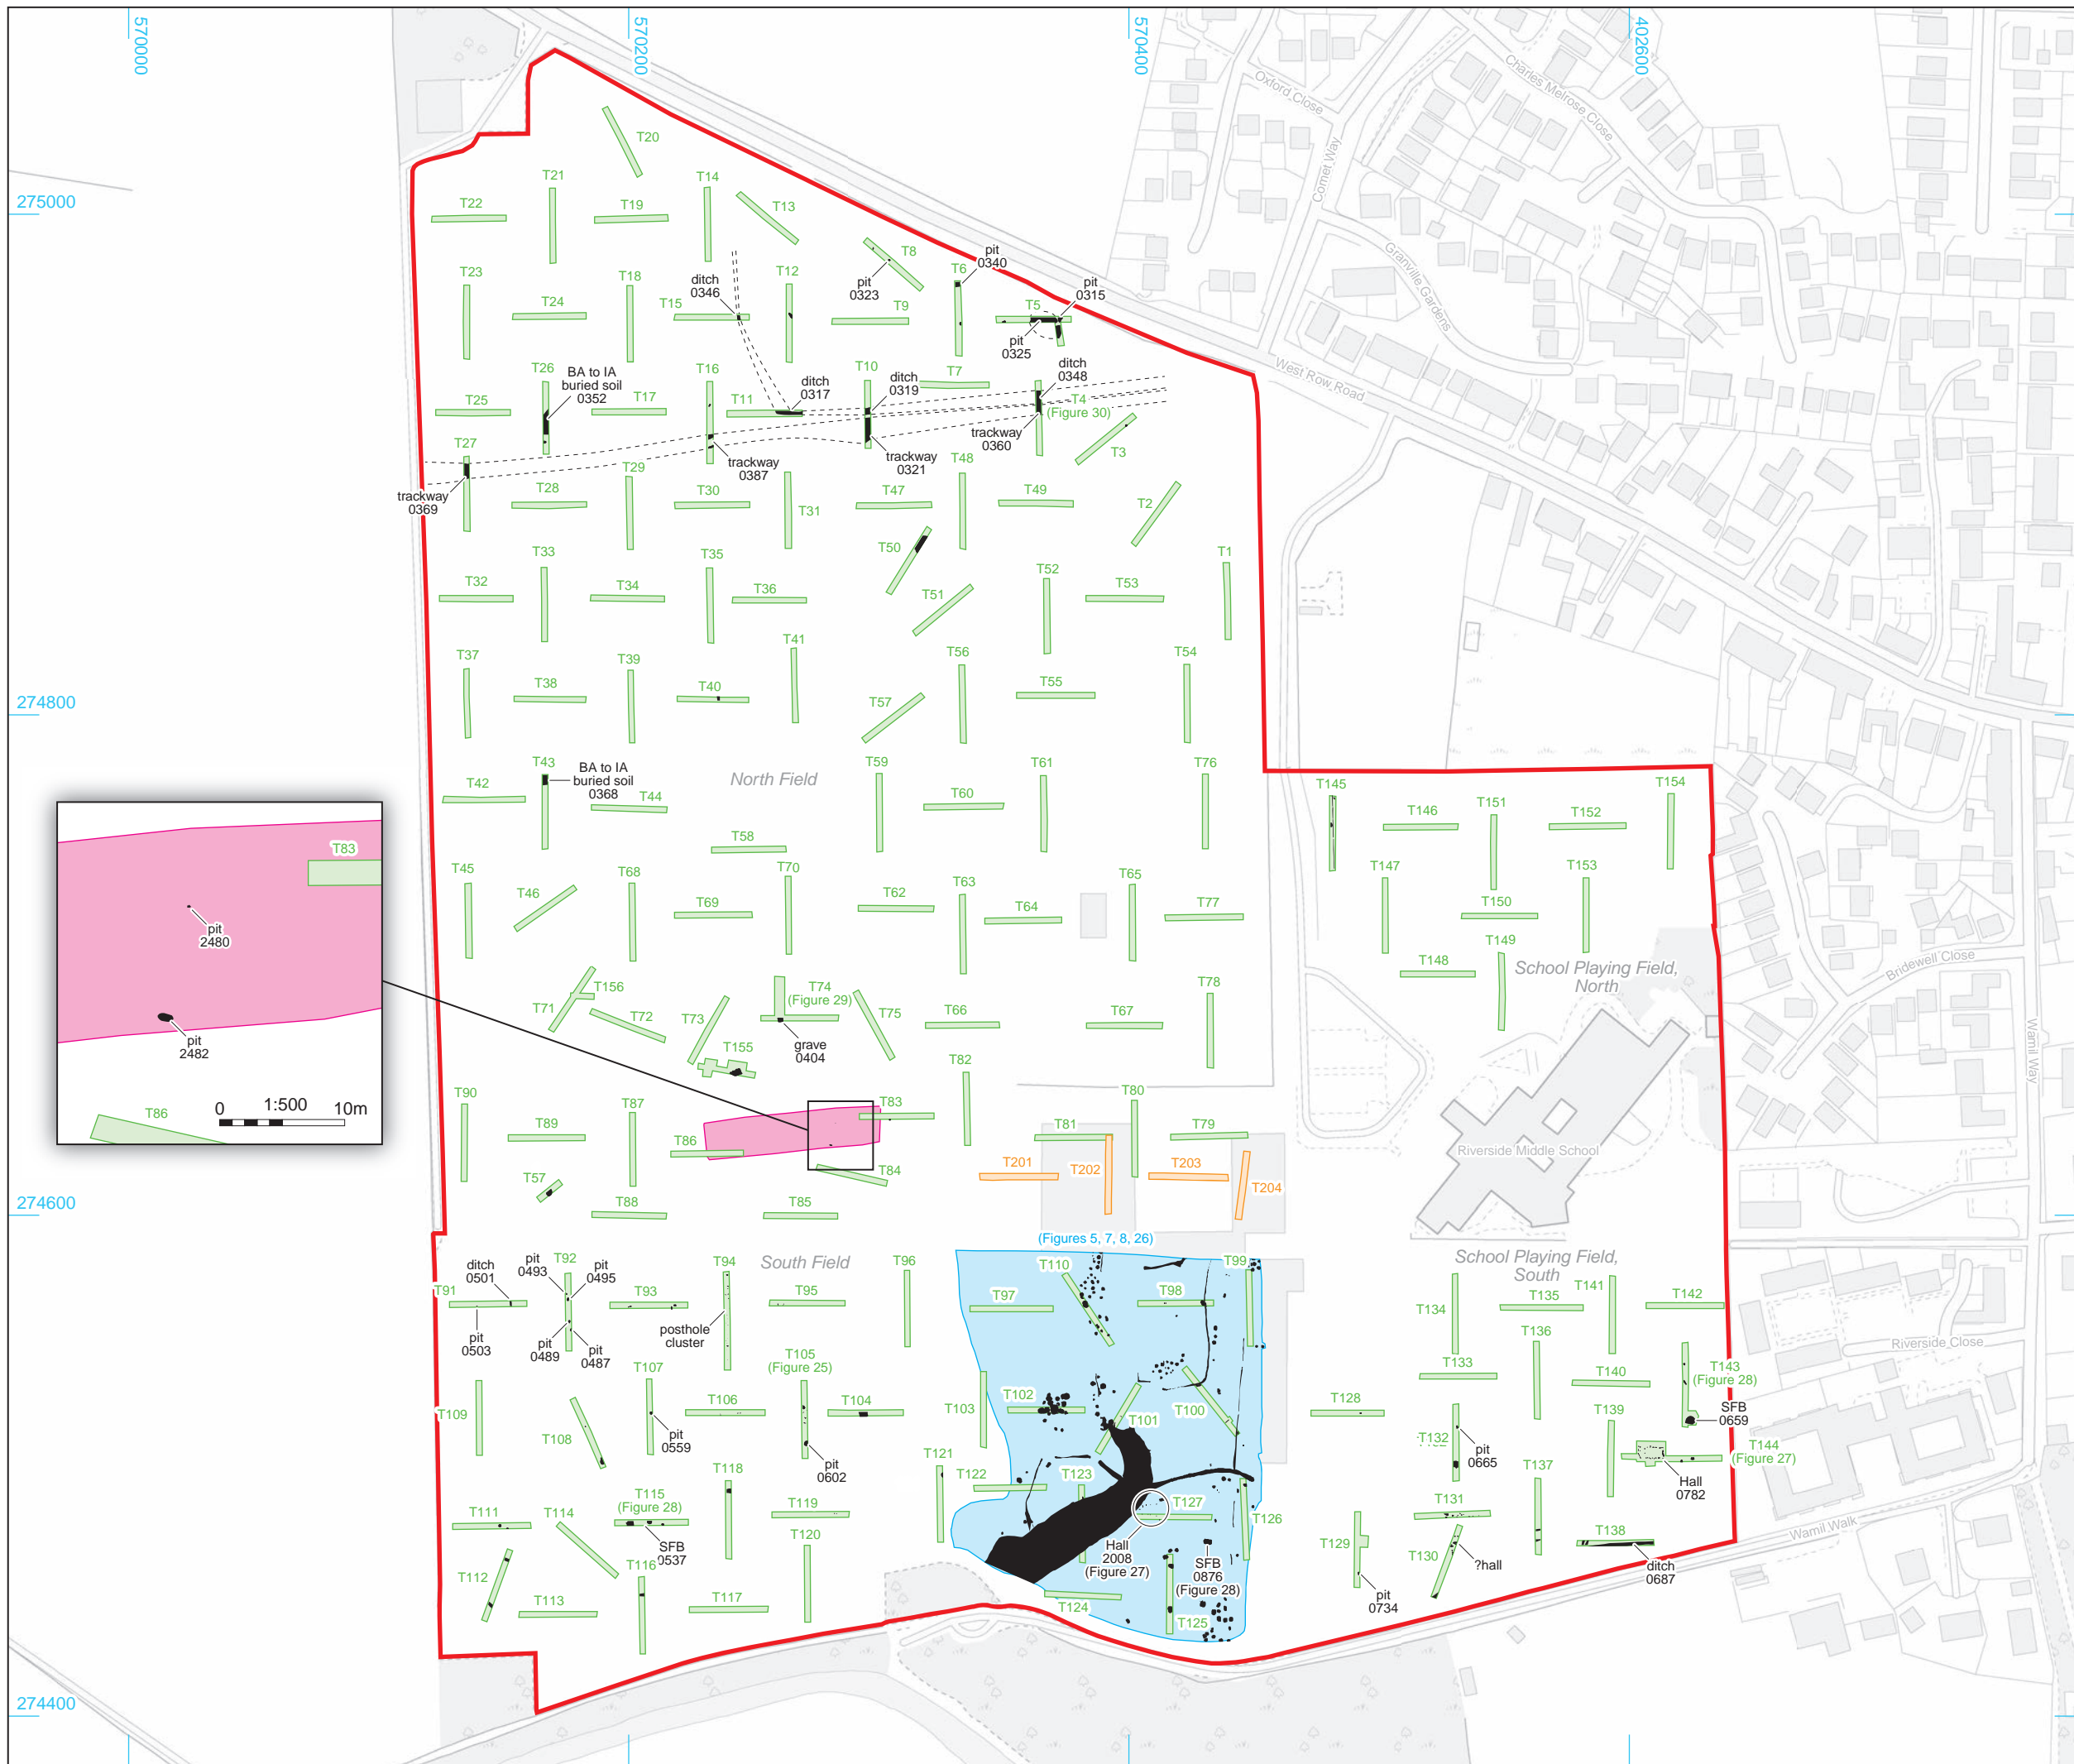 570000
570200
570400
402600
Oxford Close
Charles Melrose Close
Comet Way
T20
T21
T14
275000
T22
T19
T13
Granville Gardens
T8
pit
0340
T6
T23
T18
ditch
0346
T12
pit
0323
pit
0315
T24
T15
T9
T5
pit
0325
West Row Road
T26
BA to IA
buried soil
0352
T16
T10
ditch
0319
T7
ditch
0348
T25
T17
T11
ditch
0317
T4
(Figure 30)
T27
trackway
0387
trackway
0321
trackway
0360
T3
trackway
0369
T29
T48
T28
T30
T31
T47
T49
T2
T50
T33
T35
T52
T1
T32
T34
T36
T51
T53
T37
T39
T41
T56
T54
T38
T40
T57
T55
274800
T43
BA to IA
buried soil
0368
North Field
T59
T61
T76
T42
T44
T60
T145
T146
T151
T152
T154
T58
T83
T45
T68
T70
T63
T65
T147
T153
T46
T69
T62
T64
T77
T150
pit
2480
T149
T148
School Playing Field,
North
Bridewell Close
T156
T71
T72
T73
T74
(Figure 29)
T75
T66
T67
T78
pit
2482
grave
0404
T155
Wamil Way
T82
T86
0 1:500 10m
T90
T87
T83
T80
T89
T86
T81
T79
Riverside Middle School
T57
T84
T201
T202
T203
T204
274600
T88
T85
(Figures 5, 7, 8, 26)
South Field
School Playing Field,
South
ditch
0501
pit
0493
T92
pit
0495
T94
T96
T110
T99
T91
T93
T95
T97
T98
T134
T135
T141
T142
pit
0503
pit
0489
pit
0487
posthole
cluster
T136
Riverside Close
T107
T105
(Figure 25)
T133
T140
T143
(Figure 28)
T109
T108
T106
T104
T103
T102
T101
T100
T128
T139
SFB
0659
pit
0559
pit
0602
T132
pit
0665
T144
(Figure 27)
T121
T122
T123
T118
T137
Hall
0782
T111
T114
T115
(Figure 28)
T119
T127
T126
T131
SFB
0537
T120
T129
T130
?hall
T138
Wamil Walk
Hall
2008
(Figure 27)
SFB
0876
(Figure 28)
T112
T116
ditch
0687
T113
T117
T124
T125
pit
0734
274400